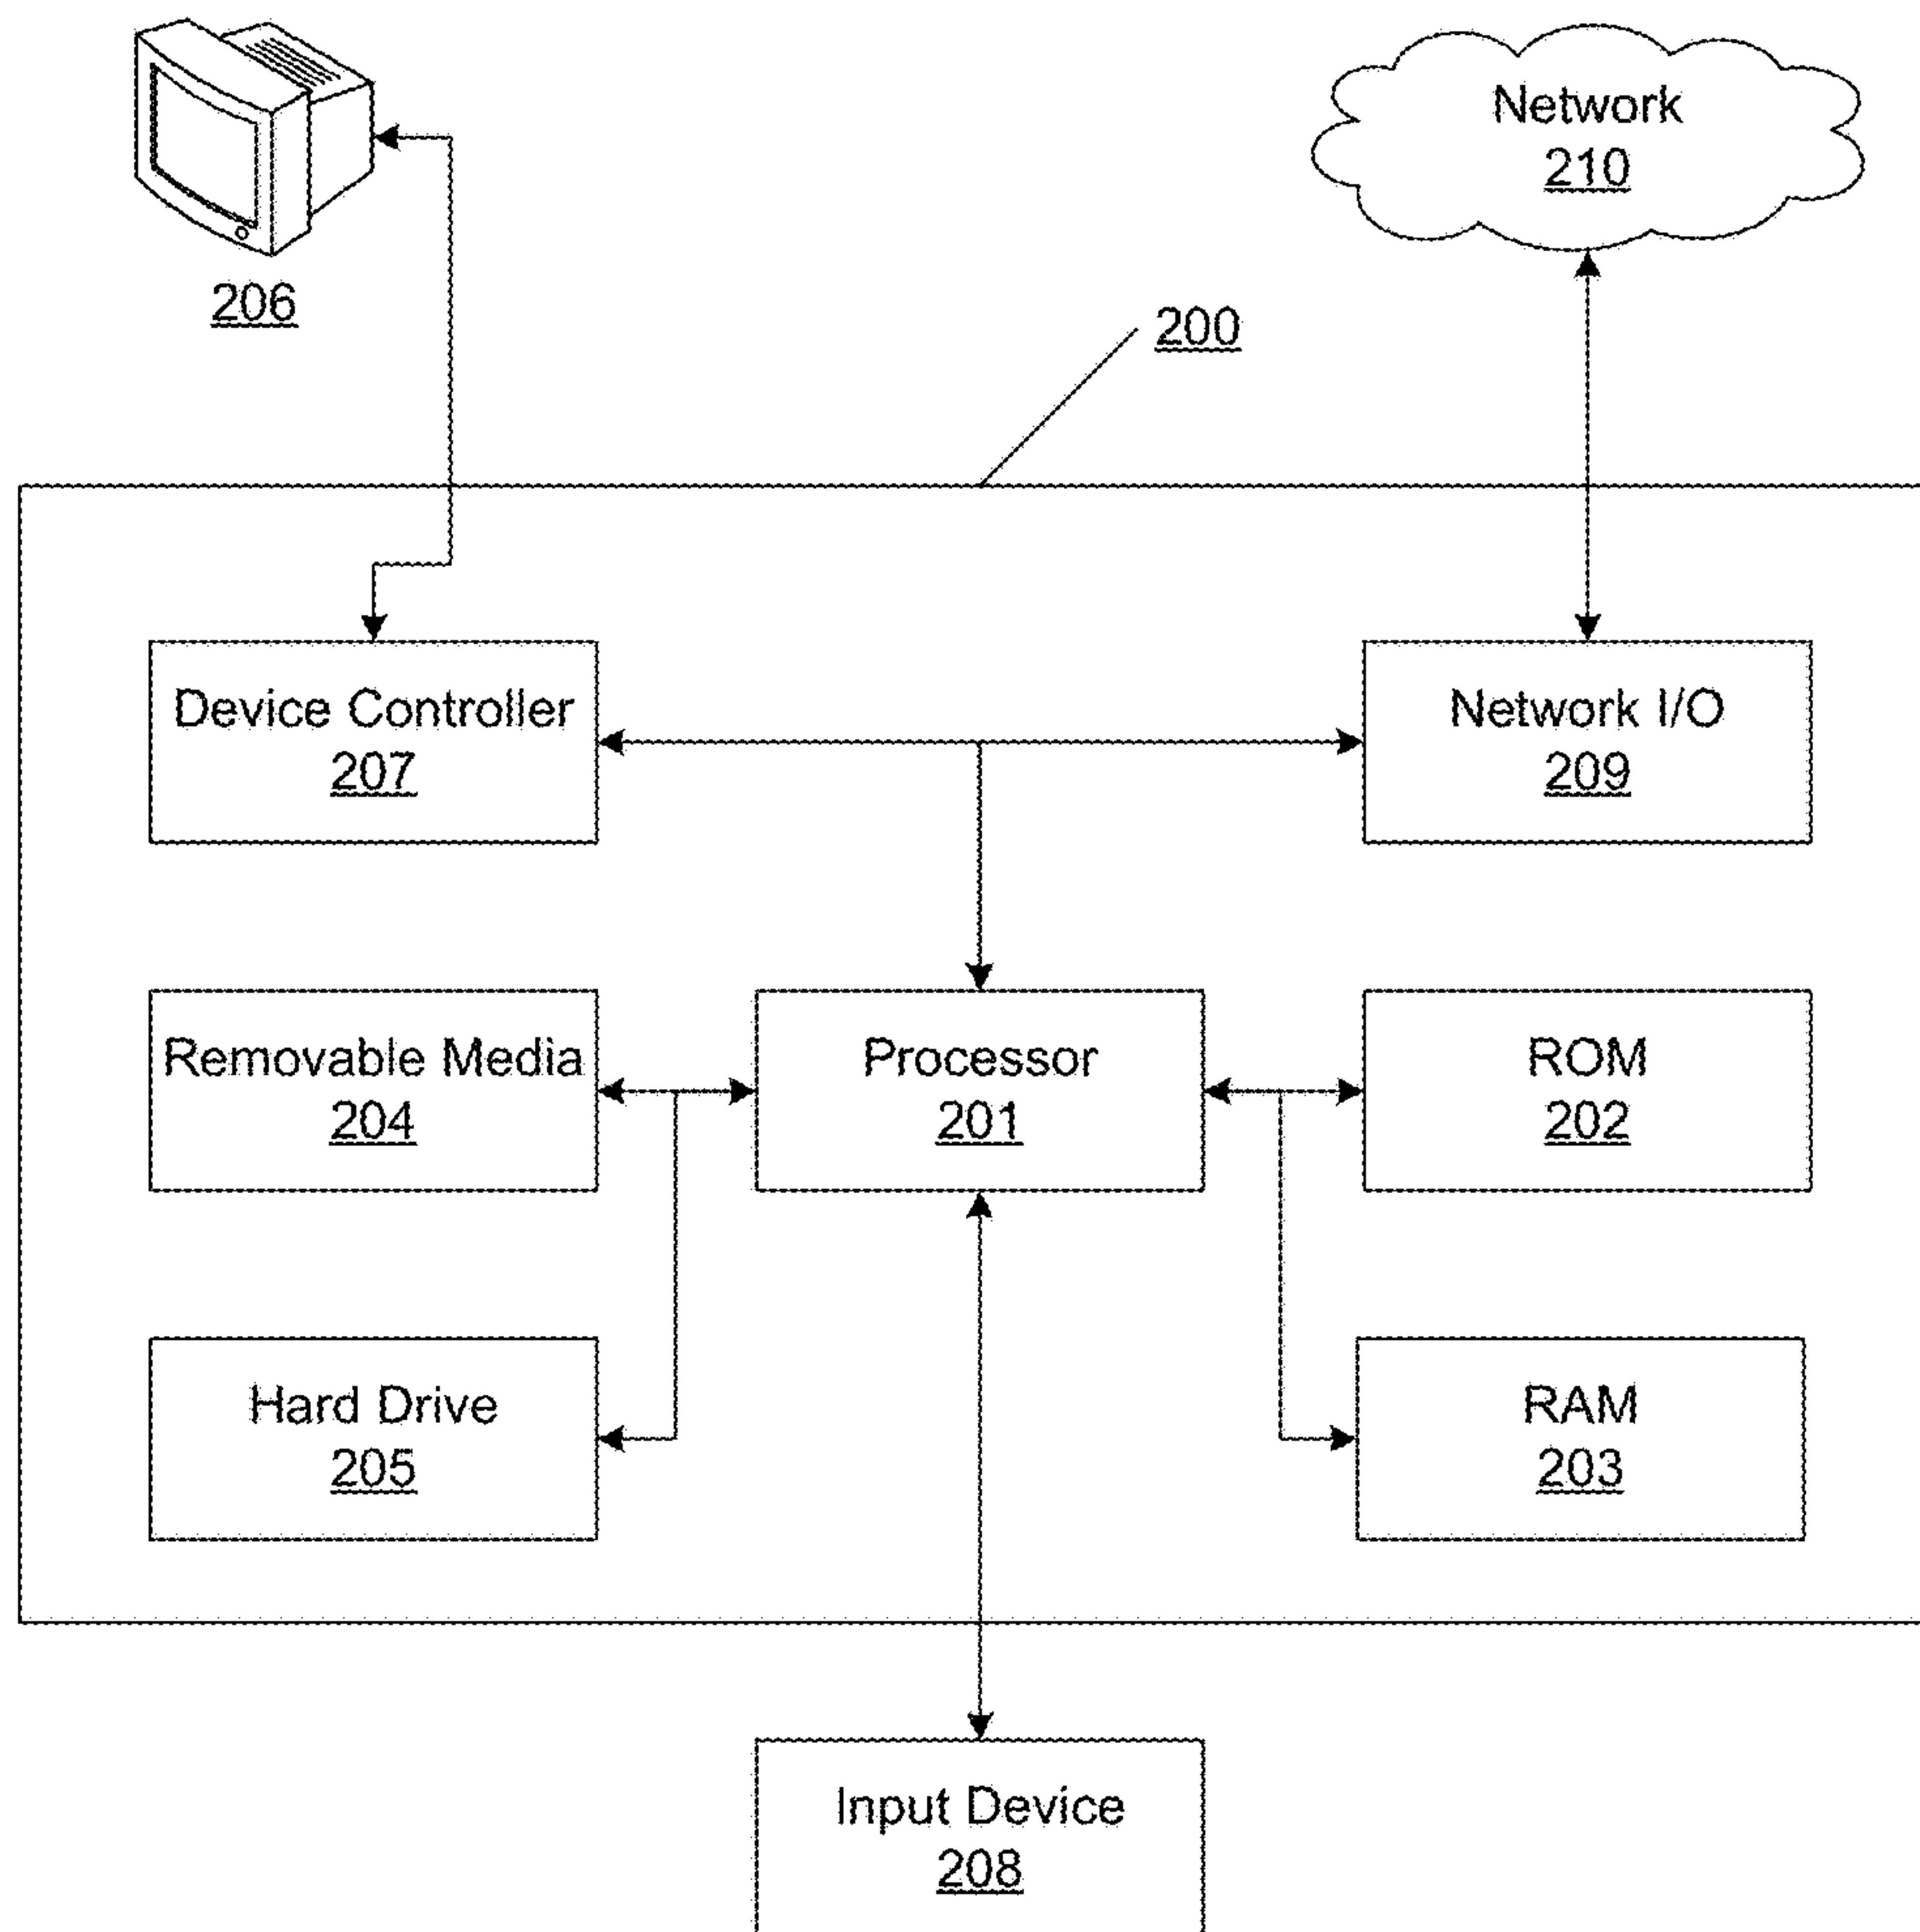 Network
210
206
200
Device Controller
207
Network I/O
209
Removable Media
204
Processor
201
ROM
202
Hard Drive
205
RAM
203
Input Device
208